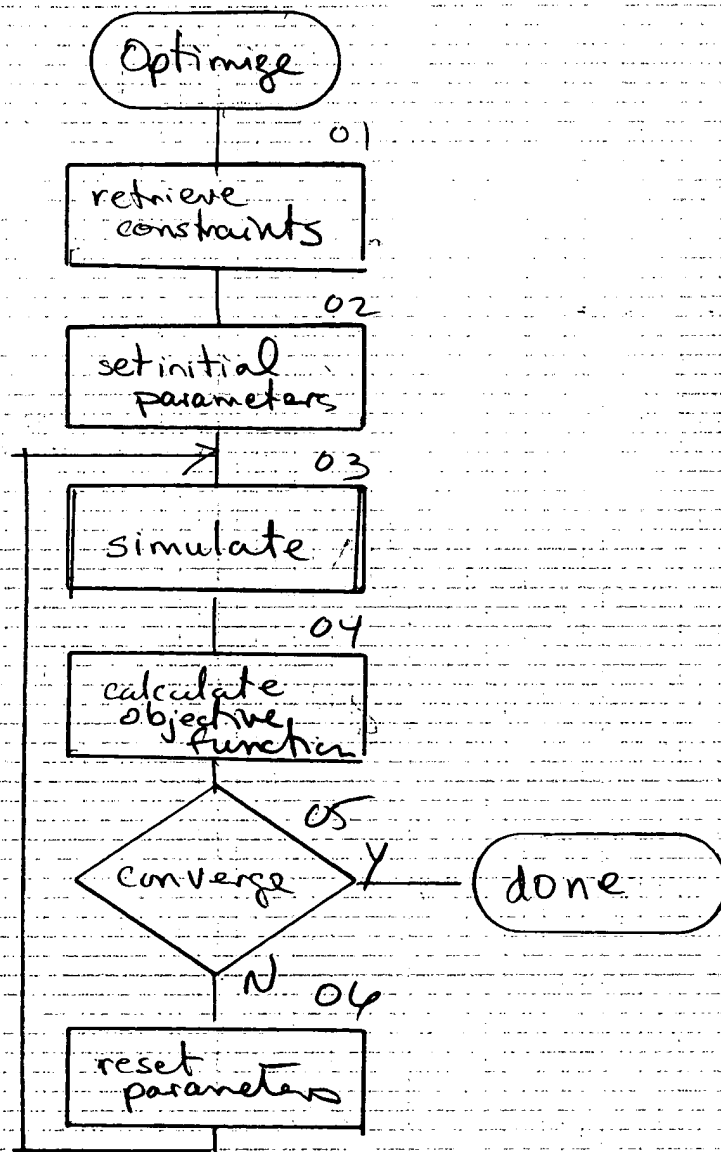 Optimize
01
retrieve
constraints
02
set initial
parameters
03
simulate
04
calculate
objective
function
05
converge
Y
done
N
06
reset
parameters